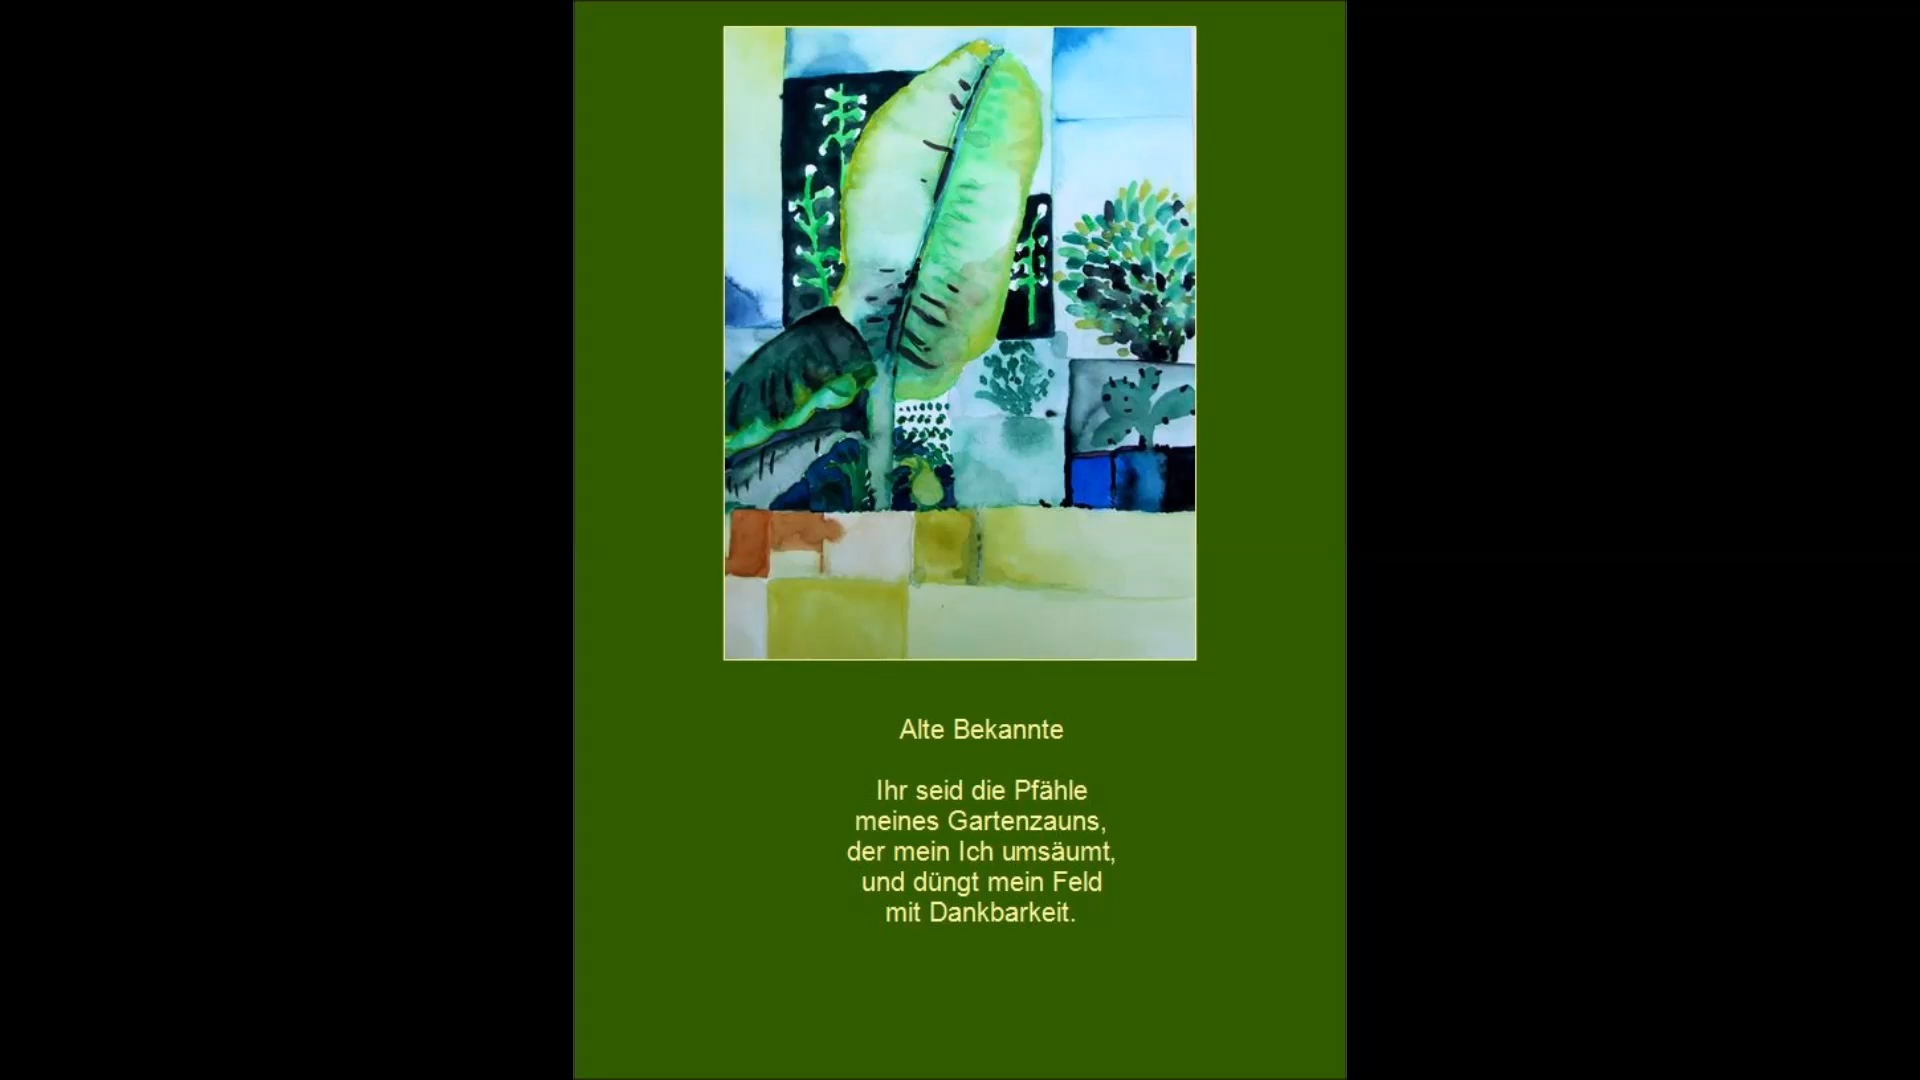 Alte Bekannte
Ihr seid die Pfähle
meines Gartenzauns,
der mein Ich umsäumt,
und düngt mein Feld
mit Dankbarkeit.